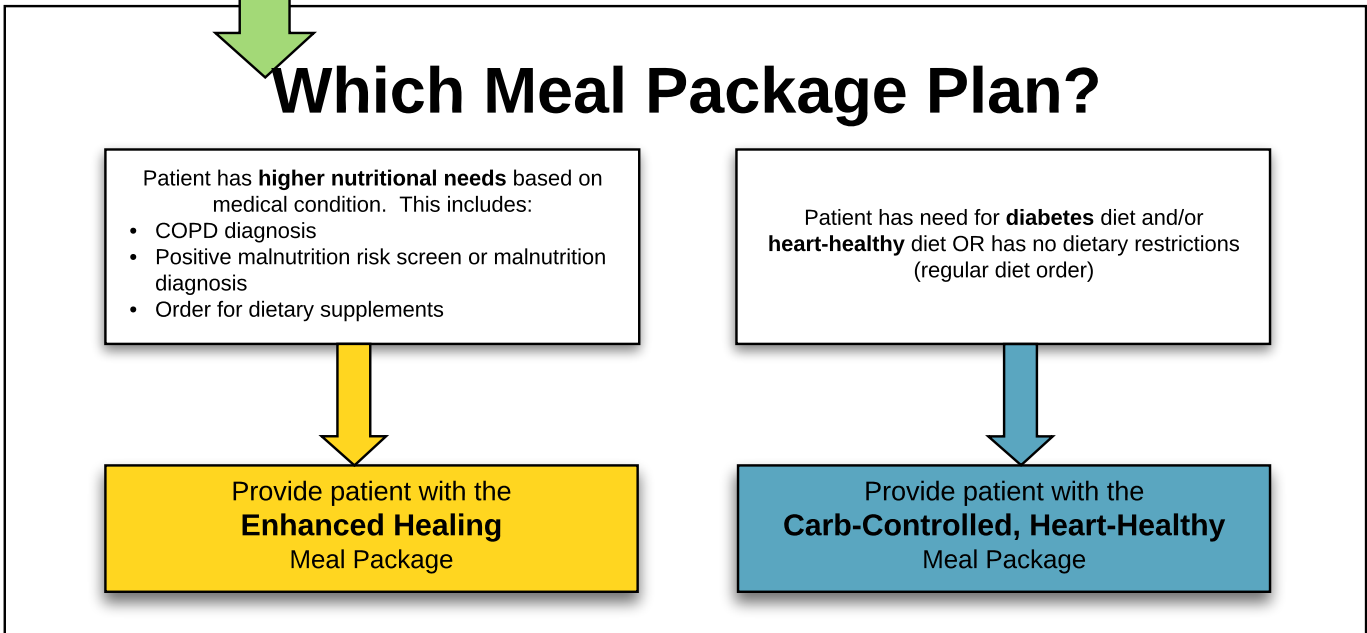 Which Meal Package Plan?
Patient has higher nutritional needs based on
medical condition.  This includes:
• COPD diagnosis
• Positive malnutrition risk screen or malnutrition
diagnosis
• Order for dietary supplements
Patient has need for diabetes diet and/or
heart-healthy diet OR has no dietary restrictions
(regular diet order)
Provide patient with the
Enhanced Healing
Meal Package
Provide patient with the
Carb-Controlled, Heart-Healthy
Meal Package